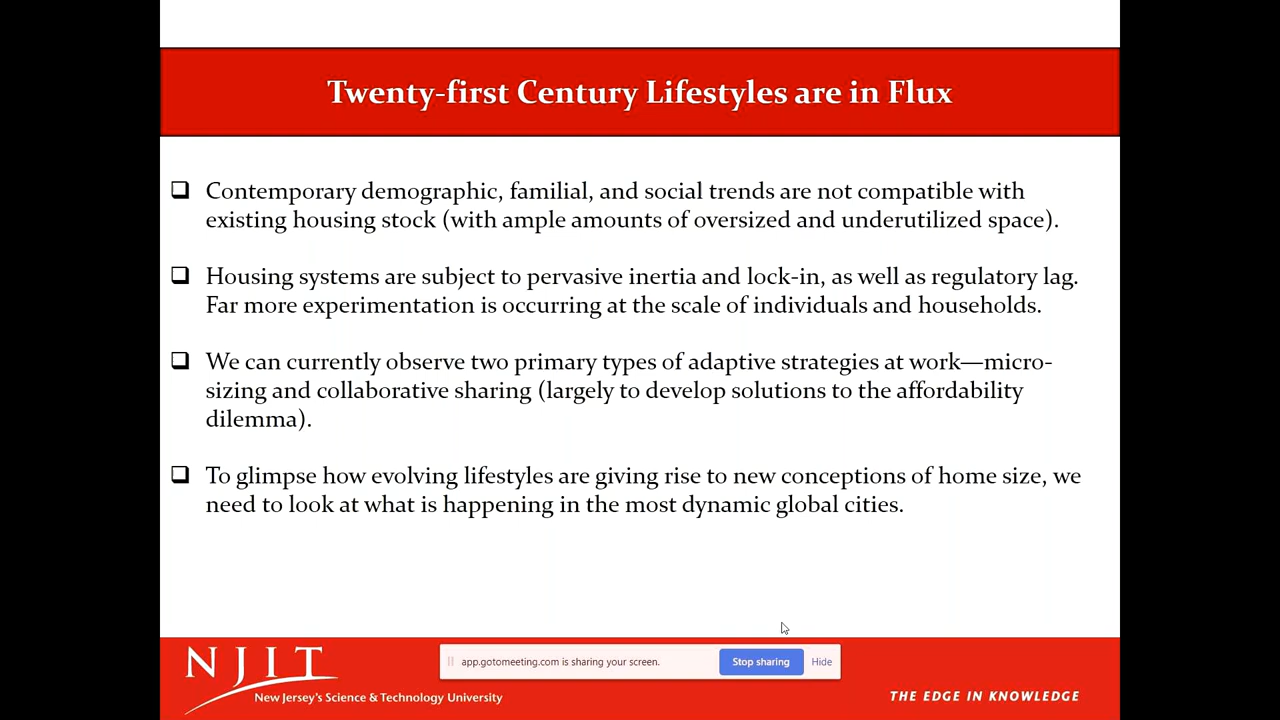 Twenty-first Century Lifestyles are in Flux
Contemporary demographic, familial, and social trends are not compatible with
existing housing stock (with ample amounts of oversized and underutilized space).
Housing systems are subject to pervasive inertia and lock-in, as well as regulatory lag.
Far more experimentation is occurring at the scale of individuals and households.
We can currently observe two primary types of adaptive strategies at work—micro-
sizing and collaborative sharing (largely to develop solutions to the affordability
dilemma).
To glimpse how evolving lifestyles are giving rise to new conceptions of home size, we
need to look at what is happening in the most dynamic global cities.
NJIT
New Jersey's Science & Technology University
app.gotomeeting.com is sharing your screen.
Stop sharing
Hide
THE EDGE IN KNOWLEDGE